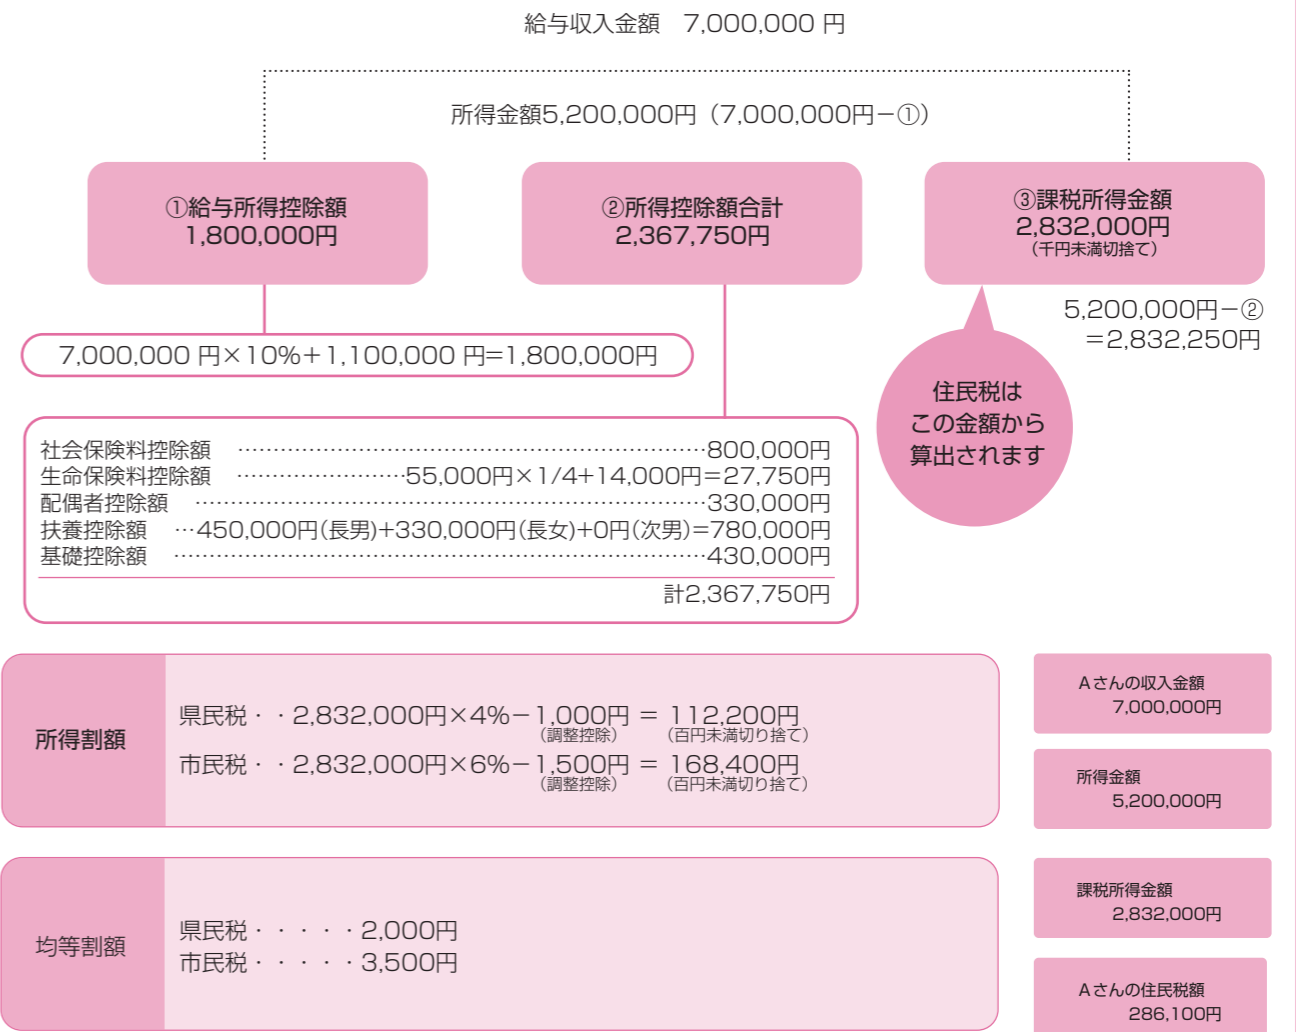 給与収入金額　7,000,000 円
所得金額5,200,000円（7,000,000円－①）
①給与所得控除額
1,800,000円
②所得控除額合計
2,367,750円
③課税所得金額
2,832,000円
（千円未満切捨て）
5,200,000円－②
＝2,832,250円
7,000,000 円×10%＋1,100,000 円=1,800,000円
住民税は
この金額から
算出されます
社会保険料控除額　…………………………………………………………800,000円
生命保険料控除額　……………………55,000円×1/4+14,000円＝27,750円
配偶者控除額　………………………………………………………………330,000円
扶養控除額　…450,000円(長男)+330,000円(長女)+0円(次男)＝780,000円
基礎控除額　…………………………………………………………………430,000円
計2,367,750円
所得割額
県民税・・2,832,000円×4%－1,000円 ＝ 112,200円
（調整控除）　（百円未満切り捨て）
市民税・・2,832,000円×6%－1,500円 ＝ 168,400円
（調整控除）　（百円未満切り捨て）
均等割額
県民税・・・・・2,000円
市民税・・・・・3,500円
Ａさんの収入金額
7,000,000円
所得金額
5,200,000円
課税所得金額
2,832,000円
Ａさんの住民税額
286,100円